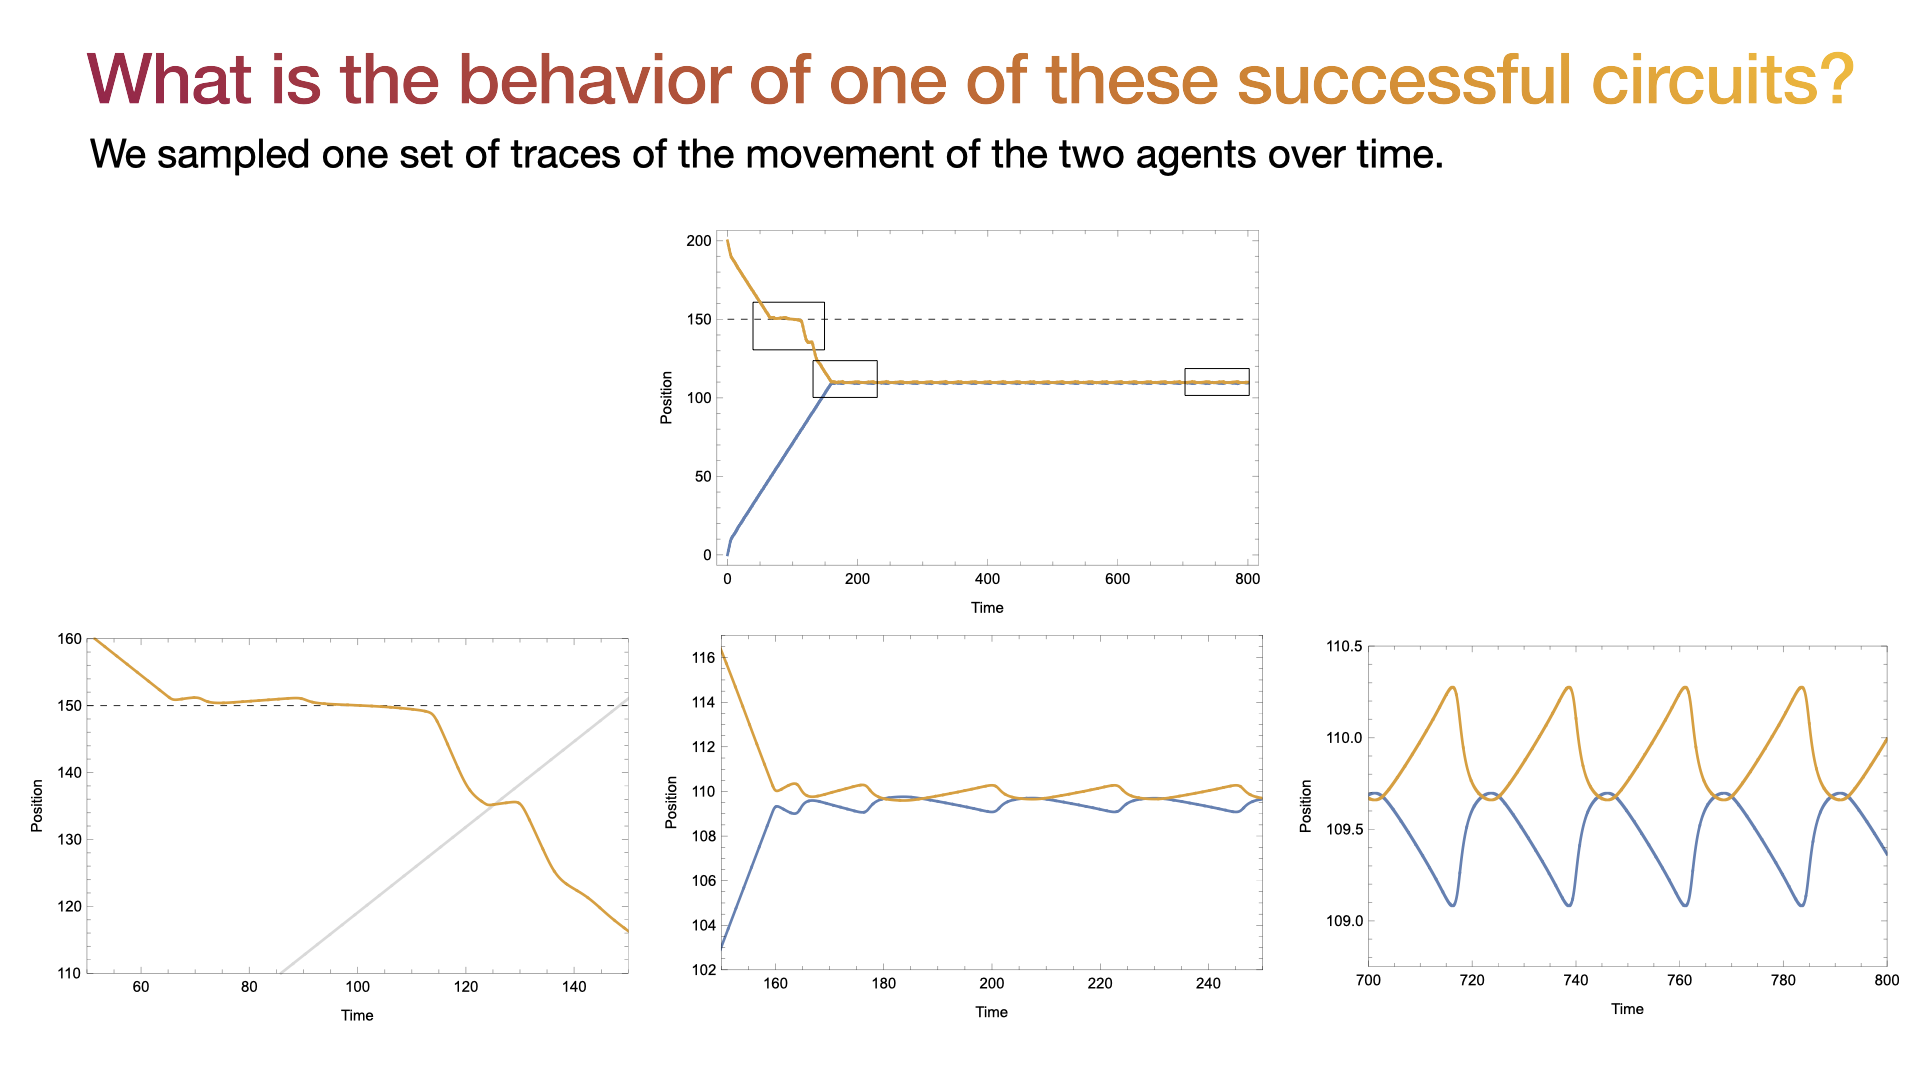 What is the behavior of one of these successful circuits?
We sampled one set of traces of the movement of the two agents over time.
200
150
100
50
0
Position
0 200 400 600 800
Time
160
150
140
130
120
110
Position
60 80 100 120 140
Time
116
114
112
110
108
106
104
102
Position
160 180 200 220 240
Time
110.5
110.0
109.5
109.0
Position
700 720 740 760 780 800
Time